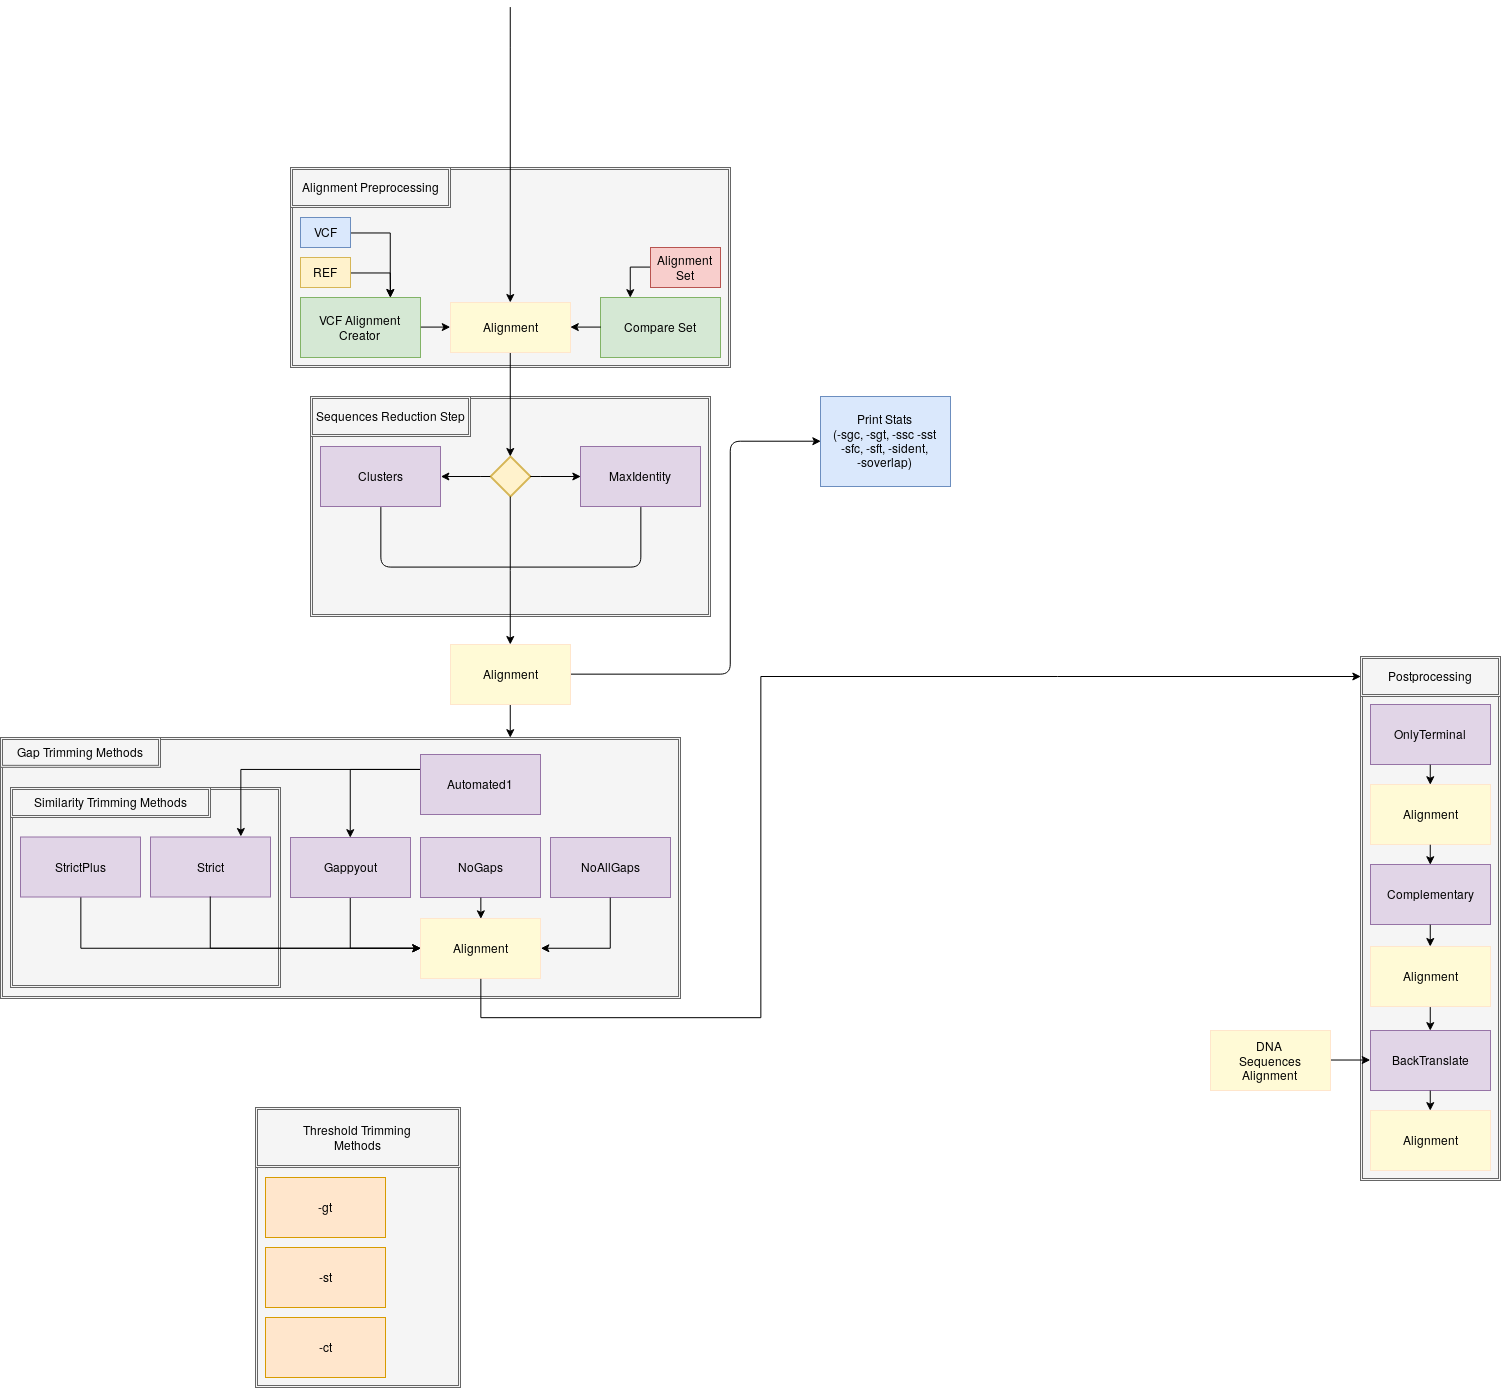 Alignment Preprocessing
VCF
REF
Alignment
Set
VCF Alignment
Creator
Alignment
Compare Set
Sequences Reduction Step
Clusters
MaxIdentity
Print Stats
(-sgc, -sgt, -ssc -sst
-sfc, -sft, -sident,
-soverlap)
Alignment
Gap Trimming Methods
Automated1
Similarity Trimming Methods
StrictPlus
Strict
Gappyout
NoGaps
NoAllGaps
Alignment
Postprocessing
OnlyTerminal
Alignment
Complementary
Alignment
DNA
Sequences
Alignment
BackTranslate
Alignment
Threshold Trimming
Methods
-gt
-st
-ct